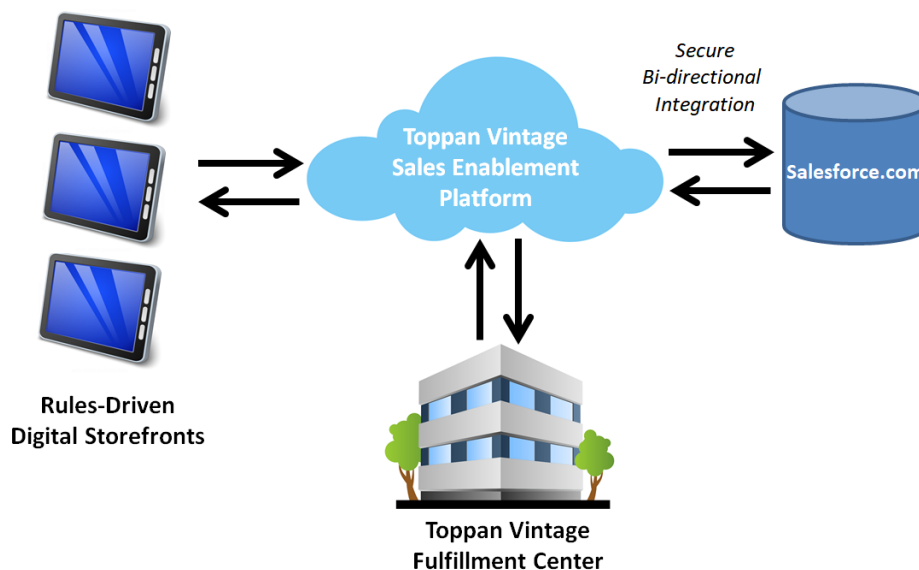 Secure
Bi-directional
Integration
Toppan Vintage
Sales Enablement
Platform
Salesforce.com
Rules-Driven
Digital Storefronts
Toppan Vintage
Fulfillment Center